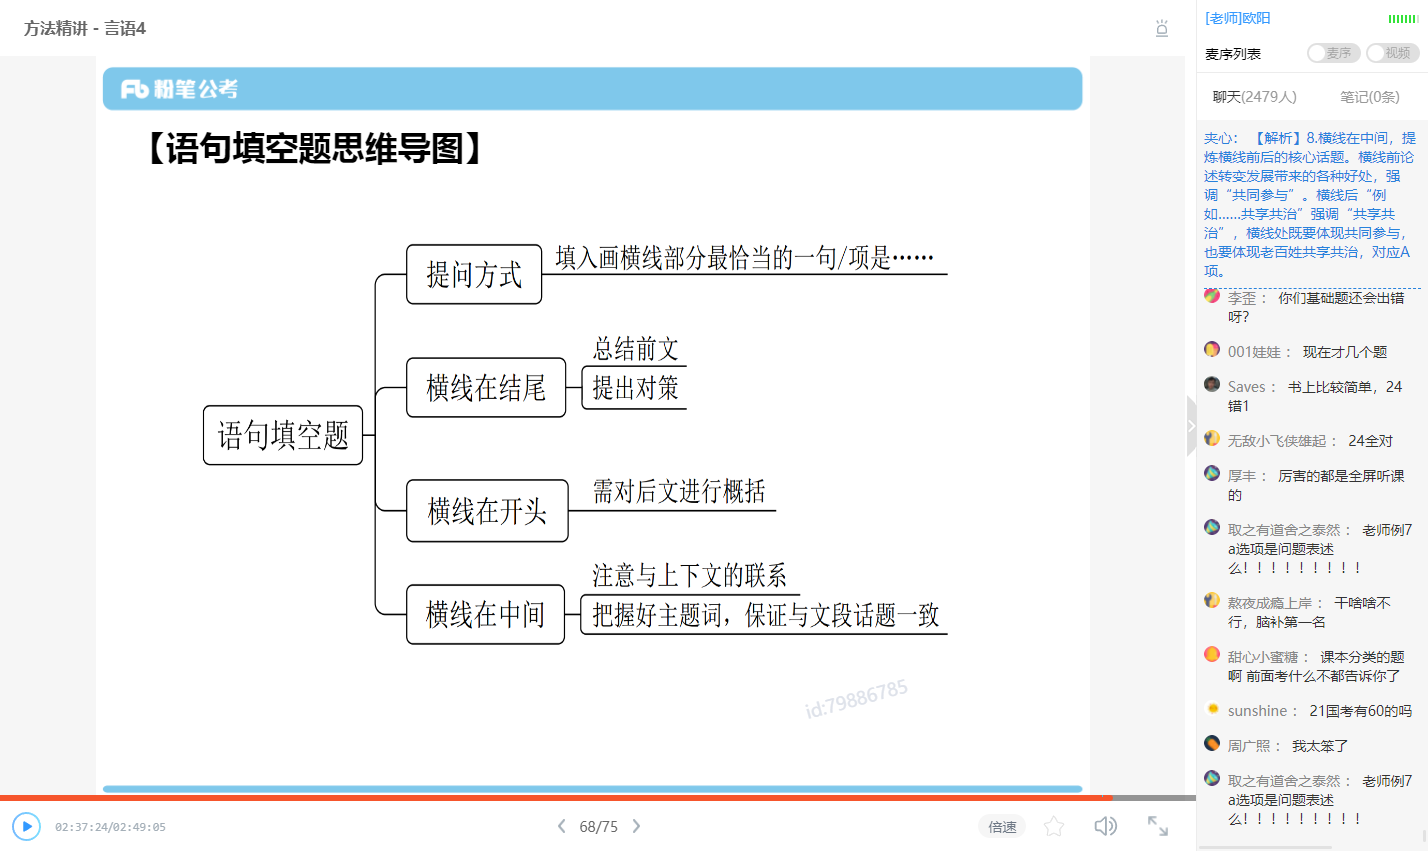 方法精讲 - 言语4
粉笔公考
【语句填空题思维导图】
提问方式
填入画横线部分最恰当的一句/项是……
总结前文
横线在结尾
提出对策
语句填空题
需对后文进行概括
横线在开头
注意与上下文的联系
横线在中间
把握好主题词，保证与文段话题一致
id:79886785
02:37:24/02:49:05
68/75
倍速
[老师]欧阳
麦序列表
麦序
视频
聊天(2479人)
笔记(0条)
夹心： 【解析】8.横线在中间，提
炼横线前后的核心话题。横线前论
述转变发展带来的各种好处，强
调“共同参与”。横线后“例
如......共享共治”强调“共享共
治”，横线处既要体现共同参与，
也要体现老百姓共享共治，对应A
项。
李歪： 你们基础题还会出错
呀？
001娃娃： 现在才几个题
Saves： 书上比较简单，24
错1
无敌小飞侠雄起： 24全对
厚丰： 厉害的都是全屏听课
的
取之有道舍之泰然： 老师例7
a选项是问题表述
么！！！！！！！！！
熬夜成瘾上岸： 干啥啥不
行，脑补第一名
甜心小蜜糖： 课本分类的题
啊 前面考什么不都告诉你了
sunshine： 21国考有60的吗
周广照： 我太笨了
取之有道舍之泰然： 老师例7
a选项是问题表述
么！！！！！！！！！